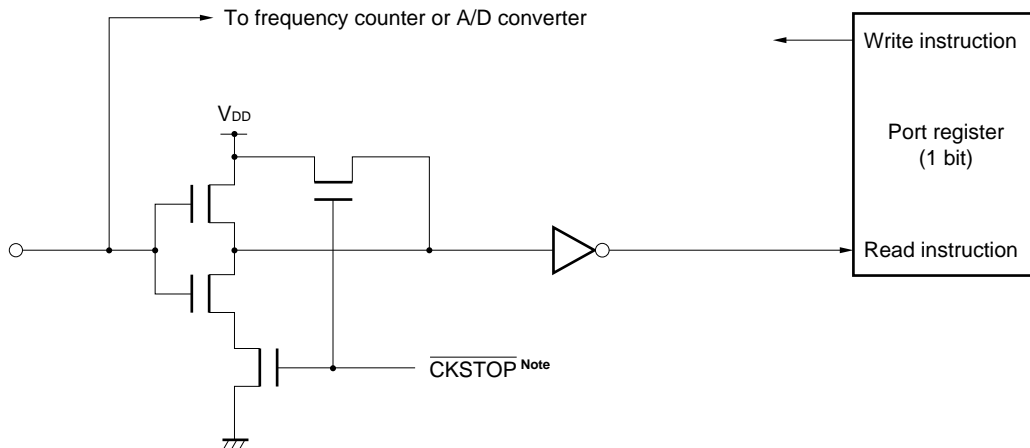 To frequency counter or A/D converter
Write instruction
VDD
Port register
(1 bit)
Read instruction
CKSTOP Note